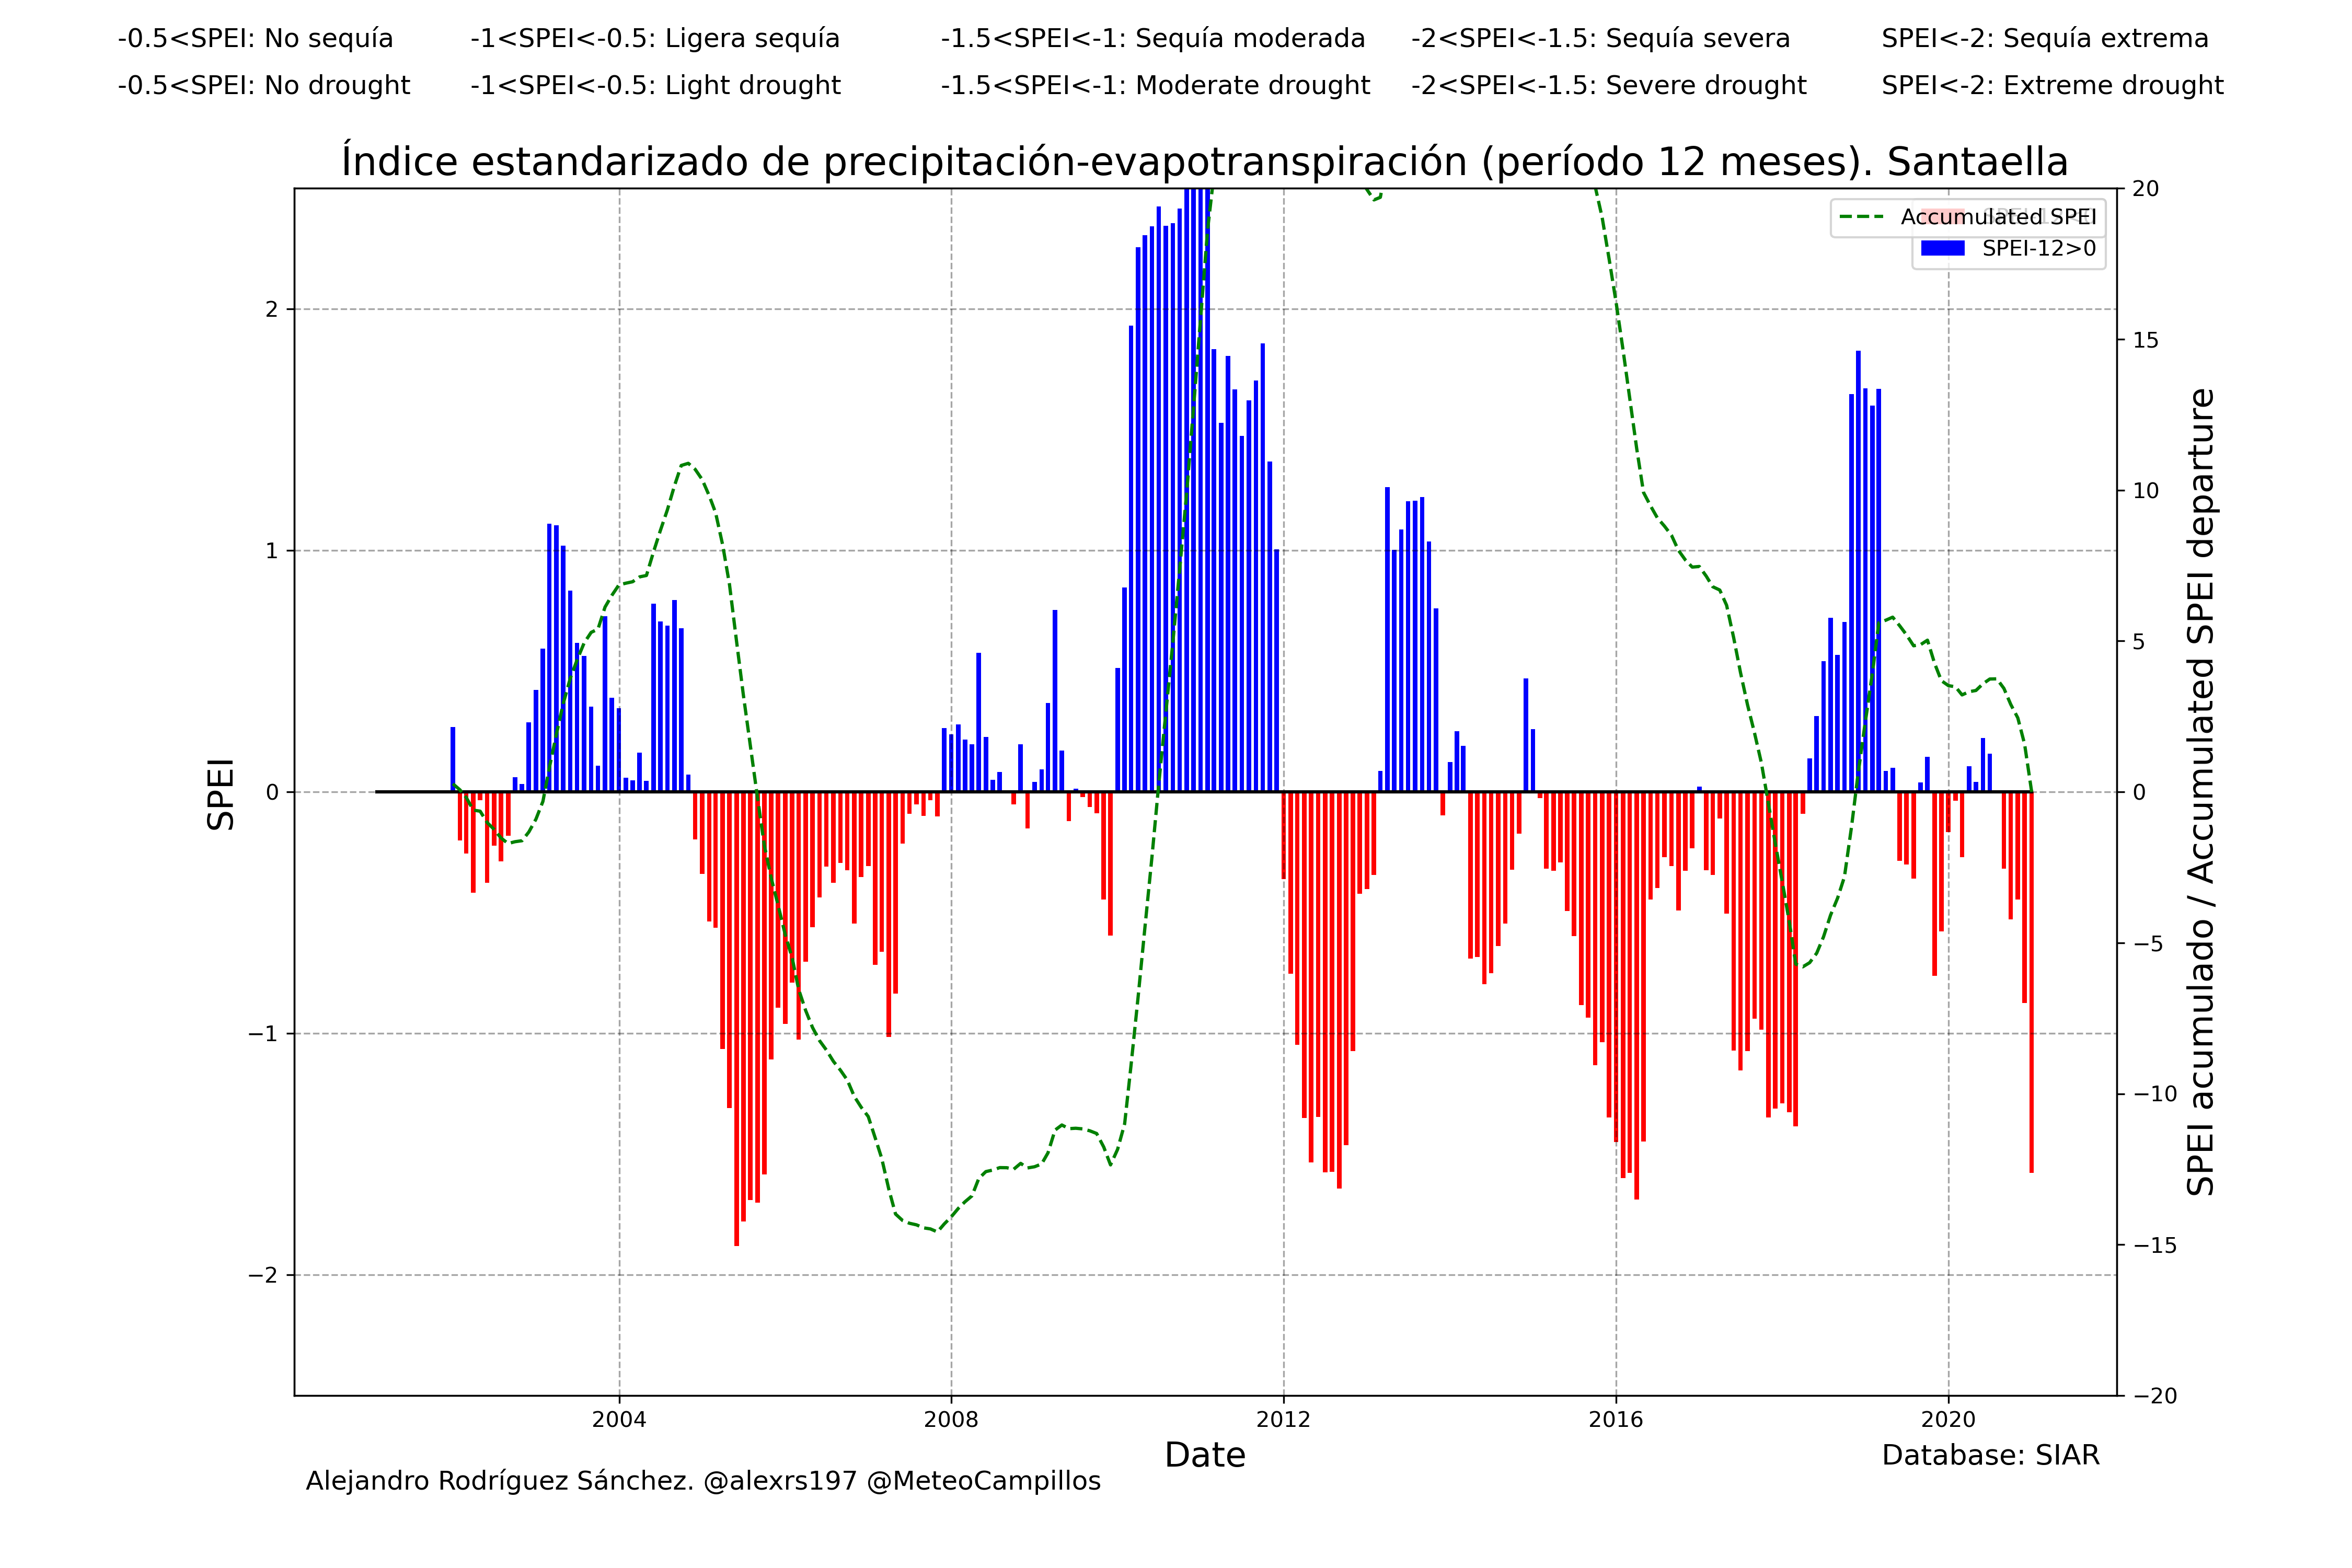 -0.5<SPEI: No sequía -1<SPEI<-0.5: Ligera sequía -1.5<SPEI<-1: Sequía moderada -2<SPEI<-1.5: Sequía severa SPEI<-2: Sequía extrema
-0.5<SPEI: No drought -1<SPEI<-0.5: Light drought -1.5<SPEI<-1: Moderate drought -2<SPEI<-1.5: Severe drought SPEI<-2: Extreme drought
Índice estandarizado de precipitación-evapotranspiración (período 12 meses). Santaella
Accumulated SPEI
SPEI-12>0
SPEI
2
1
0
−1
−2
20
15
10
5
0
−5
−10
−15
−20
SPEI acumulado / Accumulated SPEI departure
2004 2008 2012 2016 2020
Date
Database: SIAR
Alejandro Rodríguez Sánchez. @alexrs197 @MeteoCampillos